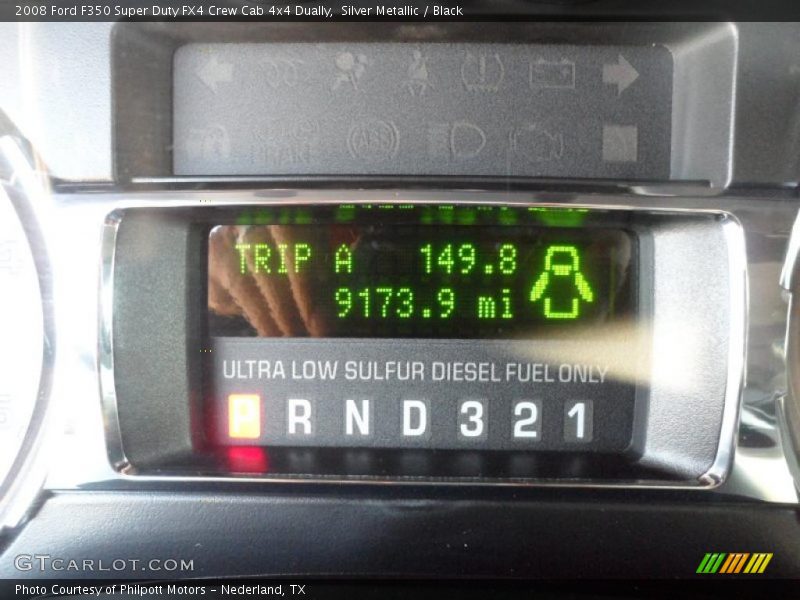 2008 Ford F350 Super Duty FX4 Crew Cab 4x4 Dually, Silver Metallic / Black
TRIP A 149.8
9173.9 mi
ULTRA LOW SULFUR DIESEL FUEL ONLY
P R N D 3 2 1
GTCARLOT.COM
Photo Courtesy of Philpott Motors - Nederland, TX